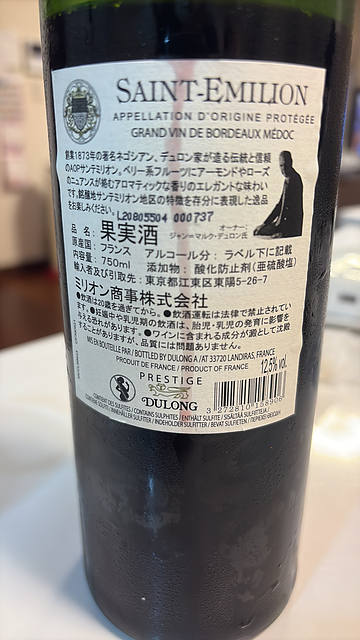 SAINT-EMILION
APPELLATION D'ORIGINE PROTÉGÉE
GRAND VIN DE BORDEAUX MÉDOC
創業1873年の著名ネゴシアン、デュロン家が造る伝統と信頼
のAOPサンテミリオン。ベリー系フルーツにアーモンドやローズ
のニュアンスが絡むアロマティックな香りのエレガントな味わい
です。銘醸地サンテミリオン地区の特徴を存分に表現した逸品
をお楽しみください。
L20805504 000737
オーナー:
ジャン＝マルク・デュロン氏
品名:果実酒
原産国:フランス アルコール分:ラベル下に記載
内容量:750ml 添加物:酸化防止剤(亜硫酸塩)
輸入者及び引取先:東京都江東区東陽5-26-7
ミリオン商事株式会社
●飲酒は20歳を過ぎてから。●飲酒運転は法律で禁止されてい
ます。●妊娠中や乳児期の飲酒は、胎児・乳児の発育に影響を
与える恐れがあります。●ワインに含まれる成分が澱として沈殿
することがありますが、品質には問題ありません。
MIS EN BOUTEILLE PAR / BOTTLED BY DULONG A / AT 33720 LANDIRAS, FRANCE
PRODUIT DE FRANCE / PRODUCT OF FRANCE
12,5% vol.
PRESTIGE
DULONG
CONTIENT DES SULFITES / CONTAINS SULPHITES / ENTHÄLT SULFITE / SISÄLTÄÄ SULFIITTEJA /